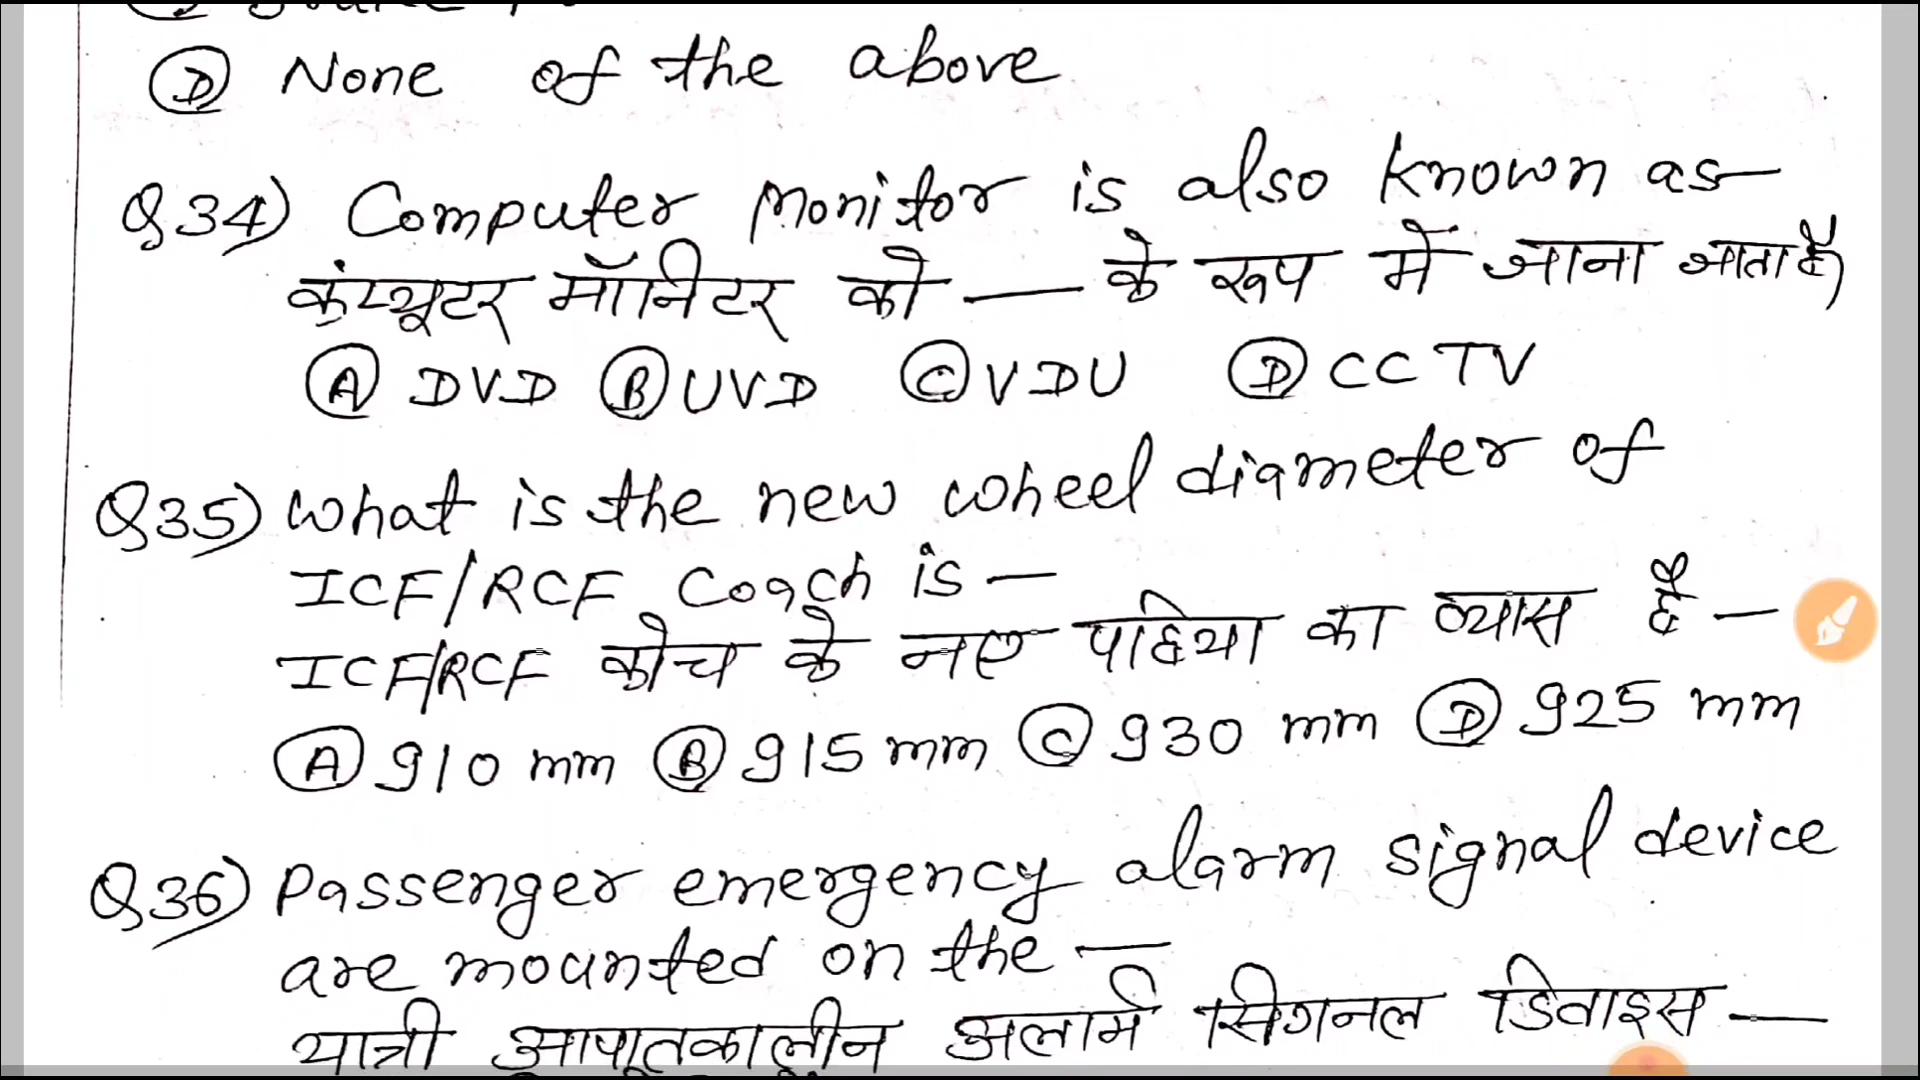 D None of the above
Q34) Computer Monitor is also known as—
कंप्यूटर मॉनिटर को — के रूप में जाना जाता है)
A DVD B UVD C VDU D CCTV
Q35) What is the new wheel diameter of
ICF/RCF Coach is —
ICF/RCF कोच के नए पहिया का व्यास है —
A 910 mm B 915 mm C 930 mm D 925 mm
Q36) Passenger emergency alarm signal device
are mounted on the —
यात्री आपातकालीन अलार्म सिगनल डिवाइस —